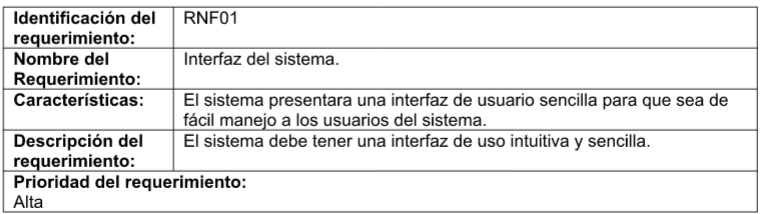 Identificación del RNF01
requerimiento:
Nombre del Interfaz del sistema.
Requerimiento:
Características: El sistema presentara una interfaz de usuario sencilla para que sea de
fácil manejo a los usuarios del sistema.
Descripción del El sistema debe tener una interfaz de uso intuitiva y sencilla.
requerimiento:
Prioridad del requerimiento:
Alta